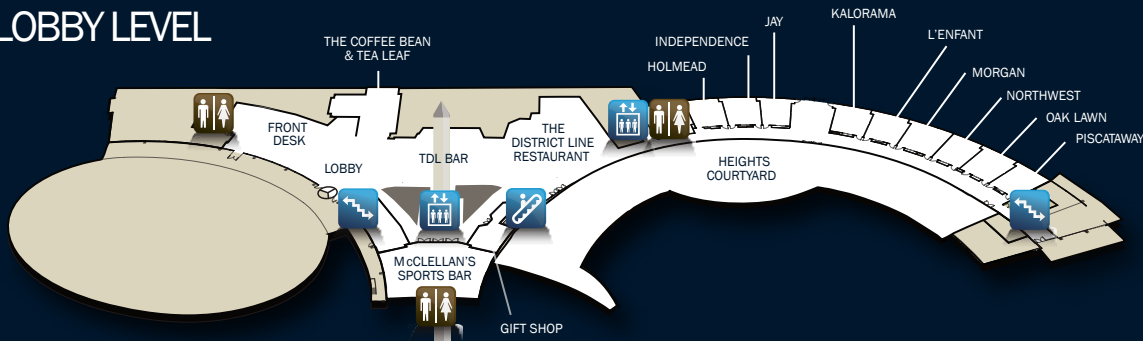 LOBBY LEVEL
THE COFFEE BEAN
& TEA LEAF
FRONT
DESK
LOBBY
TDL BAR
THE
DISTRICT LINE
RESTAURANT
McCLELLAN'S
SPORTS BAR
GIFT SHOP
HEIGHTS
COURTYARD
HOLMEAD
INDEPENDENCE
JAY
KALORAMA
L'ENFANT
MORGAN
NORTHWEST
OAK LAWN
PISCATAWAY